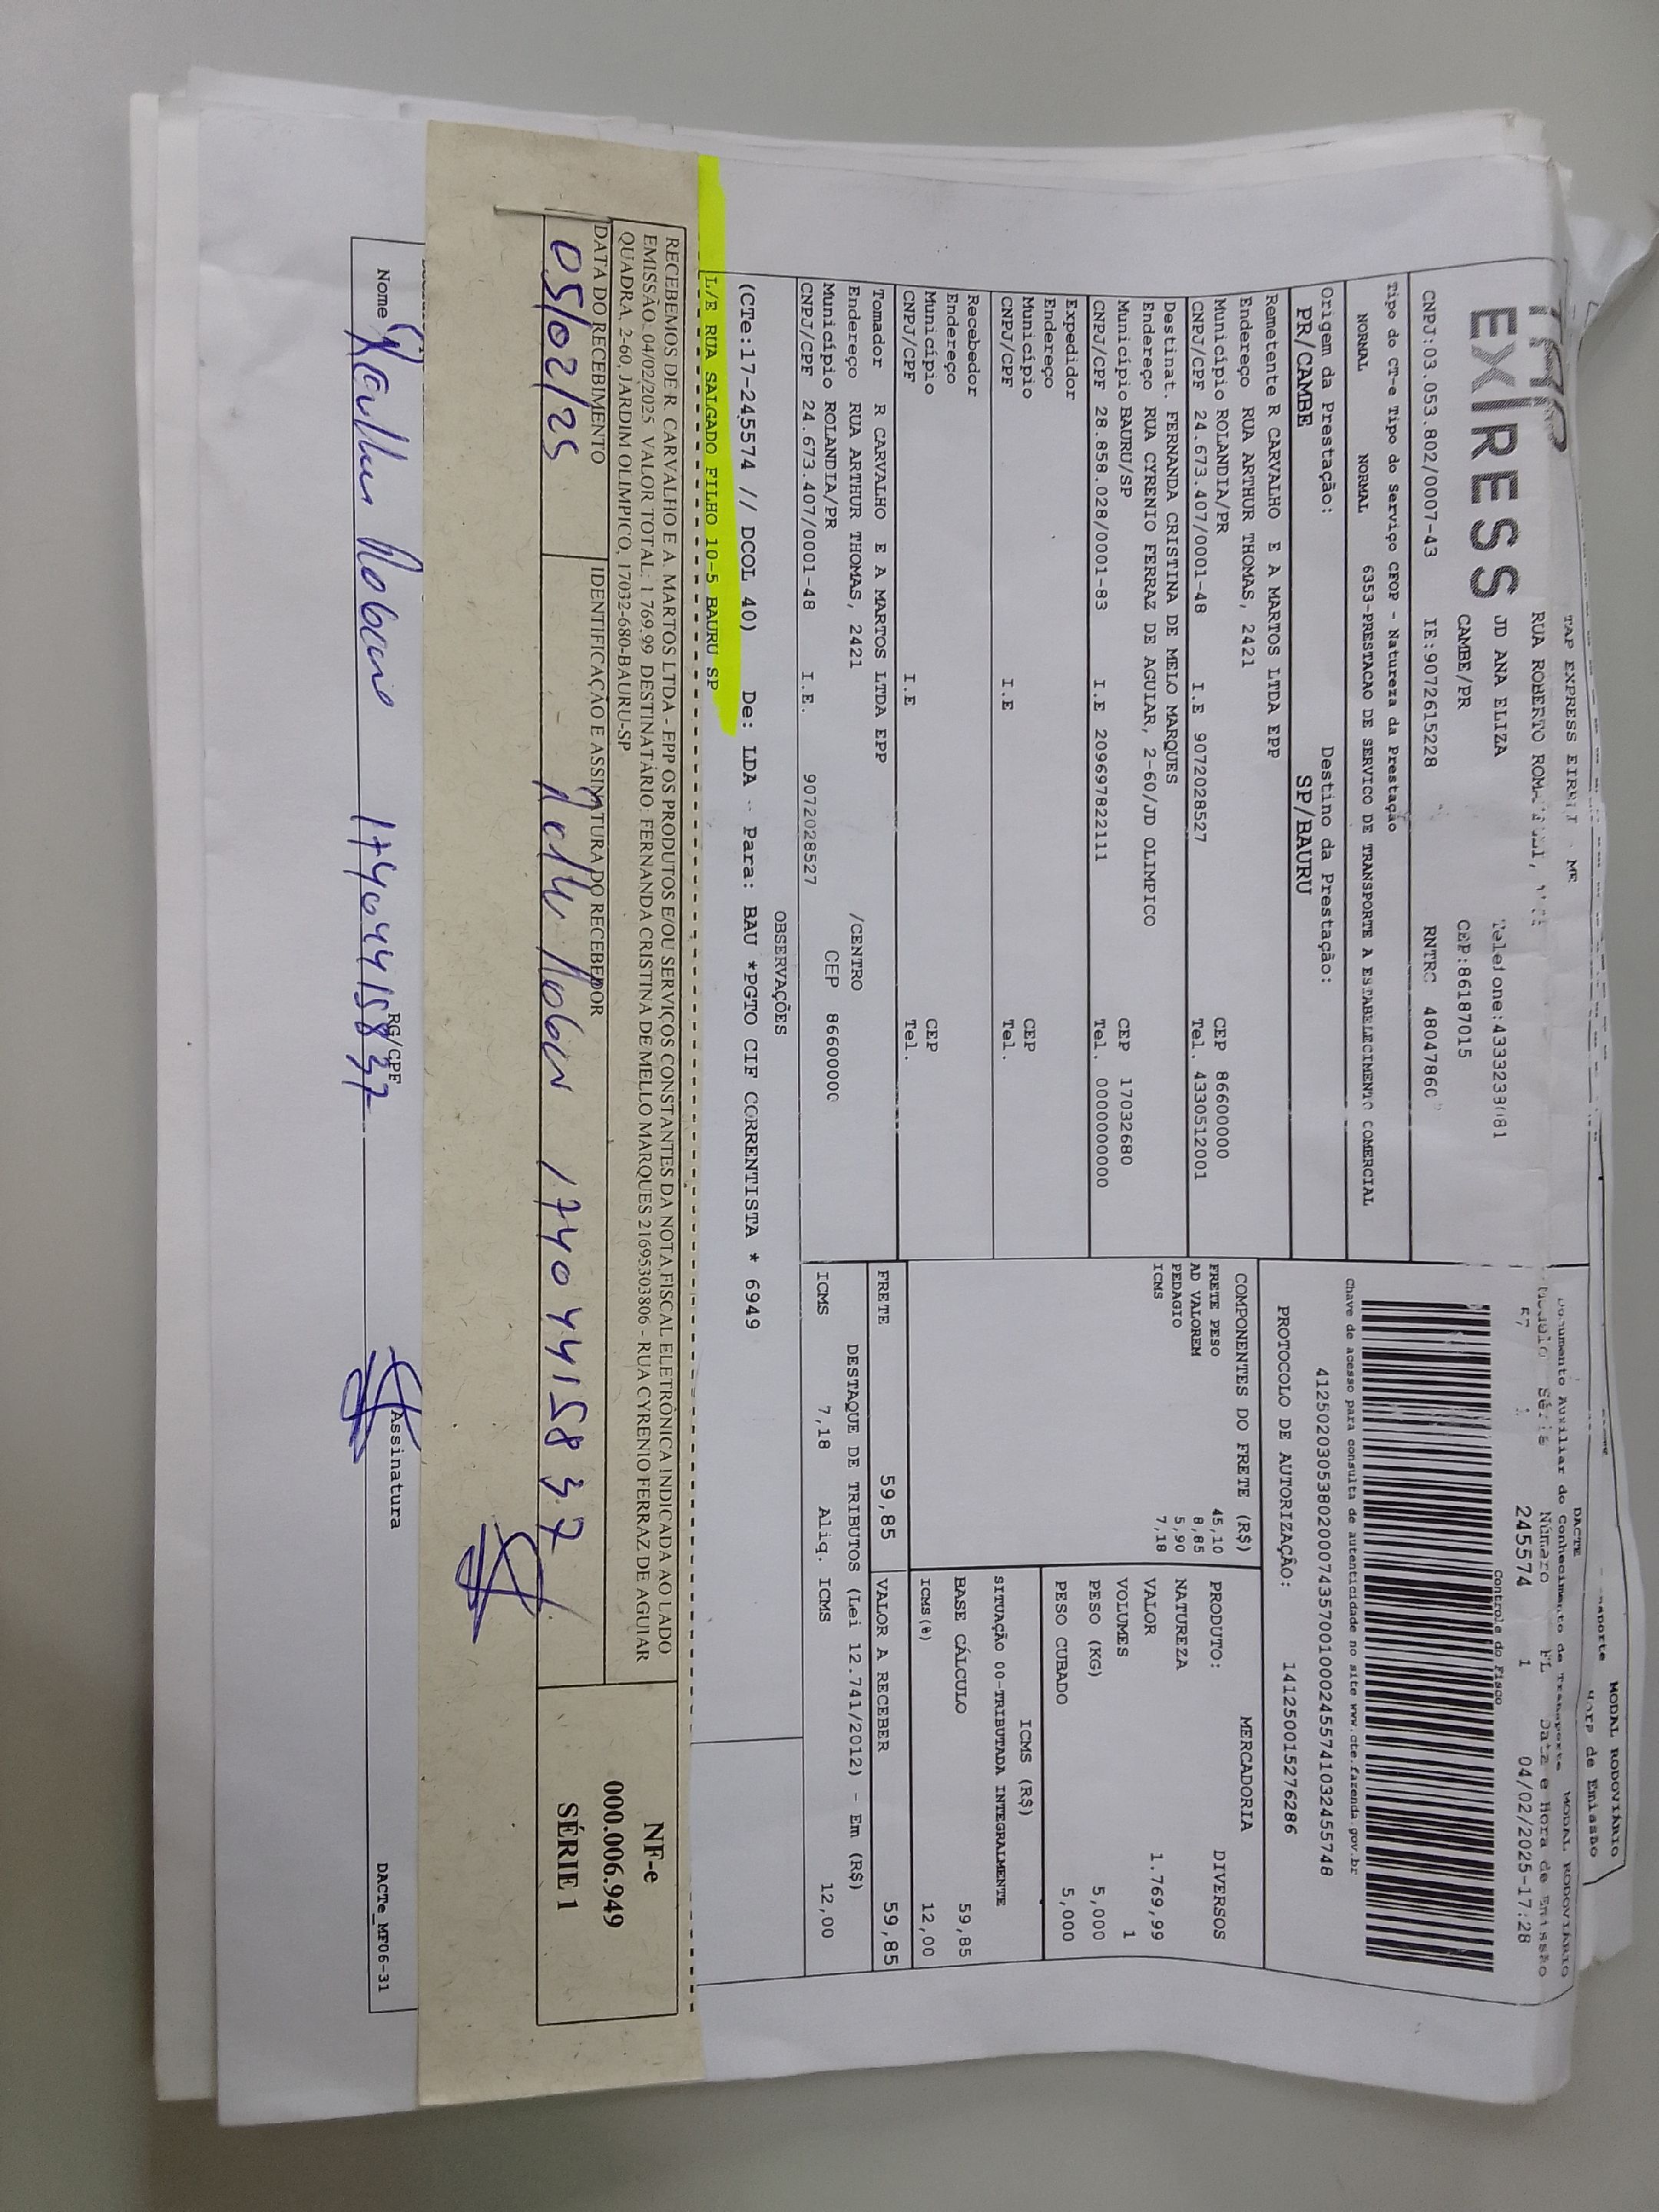 MODAL RODOVIÁRIO
de Emissão
DACTE
Documento Auxiliar do Conhecimento de Transporte MODAL RODOVIÁRIO
TAP EXPRESS EIRELI - ME
EXPRESS
RUA ROBERTO
JD ANA ELIZA
CAMBE/PR CEP:86187015
CNPJ:03.053.802/0007-43 IE:9072615228 RNTRC
Modelo Série Número FL Data e Hora de Emissão
57 245574 1 04/02/2025-17:28
Controle do Fisco
Tipo do CT-e Tipo do Serviço CFOP - Natureza da Prestação
NORMAL NORMAL 6353-PRESTACAO DE SERVICO DE TRANSPORTE A ESTABELECIMENTO COMERCIAL
Chave de acesso para consulta de autenticidade no site www.cte.fazenda.gov.br
41250203053802000743570010002455741032455748
Origem da Prestação: Destino da Prestação:
PR/CAMBE SP/BAURU
PROTOCOLO DE AUTORIZAÇÃO: 141250015276286
Remetente R CARVALHO E A MARTOS LTDA EPP
Endereço RUA ARTHUR THOMAS, 2421
Município ROLANDIA/PR CEP 86600000
CNPJ/CPF 24.673.407/0001-48 I.E 9072028527 Tel. 4330512001
Destinat. FERNANDA CRISTINA DE MELO MARQUES
Endereço RUA CYRENIO FERRAZ DE AGUIAR, 2-60/JD OLIMPICO
Município BAURU/SP CEP 17032680
CNPJ/CPF 28.858.028/0001-83 I.E 209697822111 Tel. 0000000000
Expedidor
Endereço
Município CEP
CNPJ/CPF I.E Tel.
Recebedor
Endereço
Município CEP
CNPJ/CPF I.E Tel.
Tomador R CARVALHO E A MARTOS LTDA EPP
Endereço RUA ARTHUR THOMAS, 2421 /CENTRO
Município ROLANDIA/PR CEP 86600000
CNPJ/CPF 24.673.407/0001-48 I.E. 9072028527
COMPONENTES DO FRETE (R$)
FRETE PESO 45,10
AD VALOREM 8,85
PEDAGIO 5,90
ICMS 7,18
MERCADORIA
PRODUTO: DIVERSOS
NATUREZA
VALOR 1.769,99
VOLUMES 1
PESO (KG) 5,000
PESO CUBADO 5,000
ICMS (R$)
SITUAÇÃO 00-TRIBUTADA INTEGRALMENTE
BASE CÁLCULO 59,85
ICMS(%) 12,00
FRETE 59,85 VALOR A RECEBER 59,85
DESTAQUE DE TRIBUTOS (Lei 12.741/2012) - Em (R$)
ICMS 7,18 Aliq. ICMS 12,00
OBSERVAÇÕES
(CTe:17-245574 // DCOL 40) De: LDA -- Para: BAU *PGTO CIF CORRENTISTA * 6949
L/E RUA SALGADO FILHO 10-5 BAURU SP
RECEBEMOS DE R. CARVALHO E A. MARTOS LTDA - EPP OS PRODUTOS E/OU SERVIÇOS CONSTANTES DA NOTA FISCAL ELETRÔNICA INDICADA AO LADO
EMISSÃO: 04/02/2025 VALOR TOTAL: 1.769,99 DESTINATÁRIO: FERNANDA CRISTINA DE MELLO MARQUES 21695303806 - RUA CYRENIO FERRAZ DE AGUIAR
QUADRA, 2-60, JARDIM OLIMPICO, 17032-680-BAURU-SP
DATA DO RECEBIMENTO IDENTIFICAÇÃO E ASSINATURA DO RECEBEDOR
05/02/25 17404415837
NF-e
000.006.949
SÉRIE 1
Nome 17404415837 RG/CPF Assinatura
DACTe_MF06-31